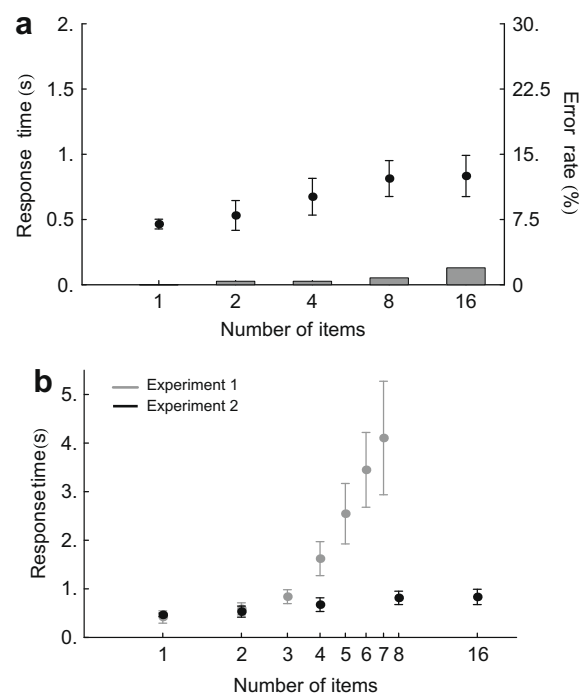 a
Response time (s)
Error rate (%)
2.
1.5
1.
0.5
0.
30.
22.5
15.
7.5
0
1 2 4 8 16
Number of items
b
Experiment 1
Experiment 2
Response time (s)
5.
4.
3.
2.
1.
0.
1 2 3 4 5 6 7 8 16
Number of items